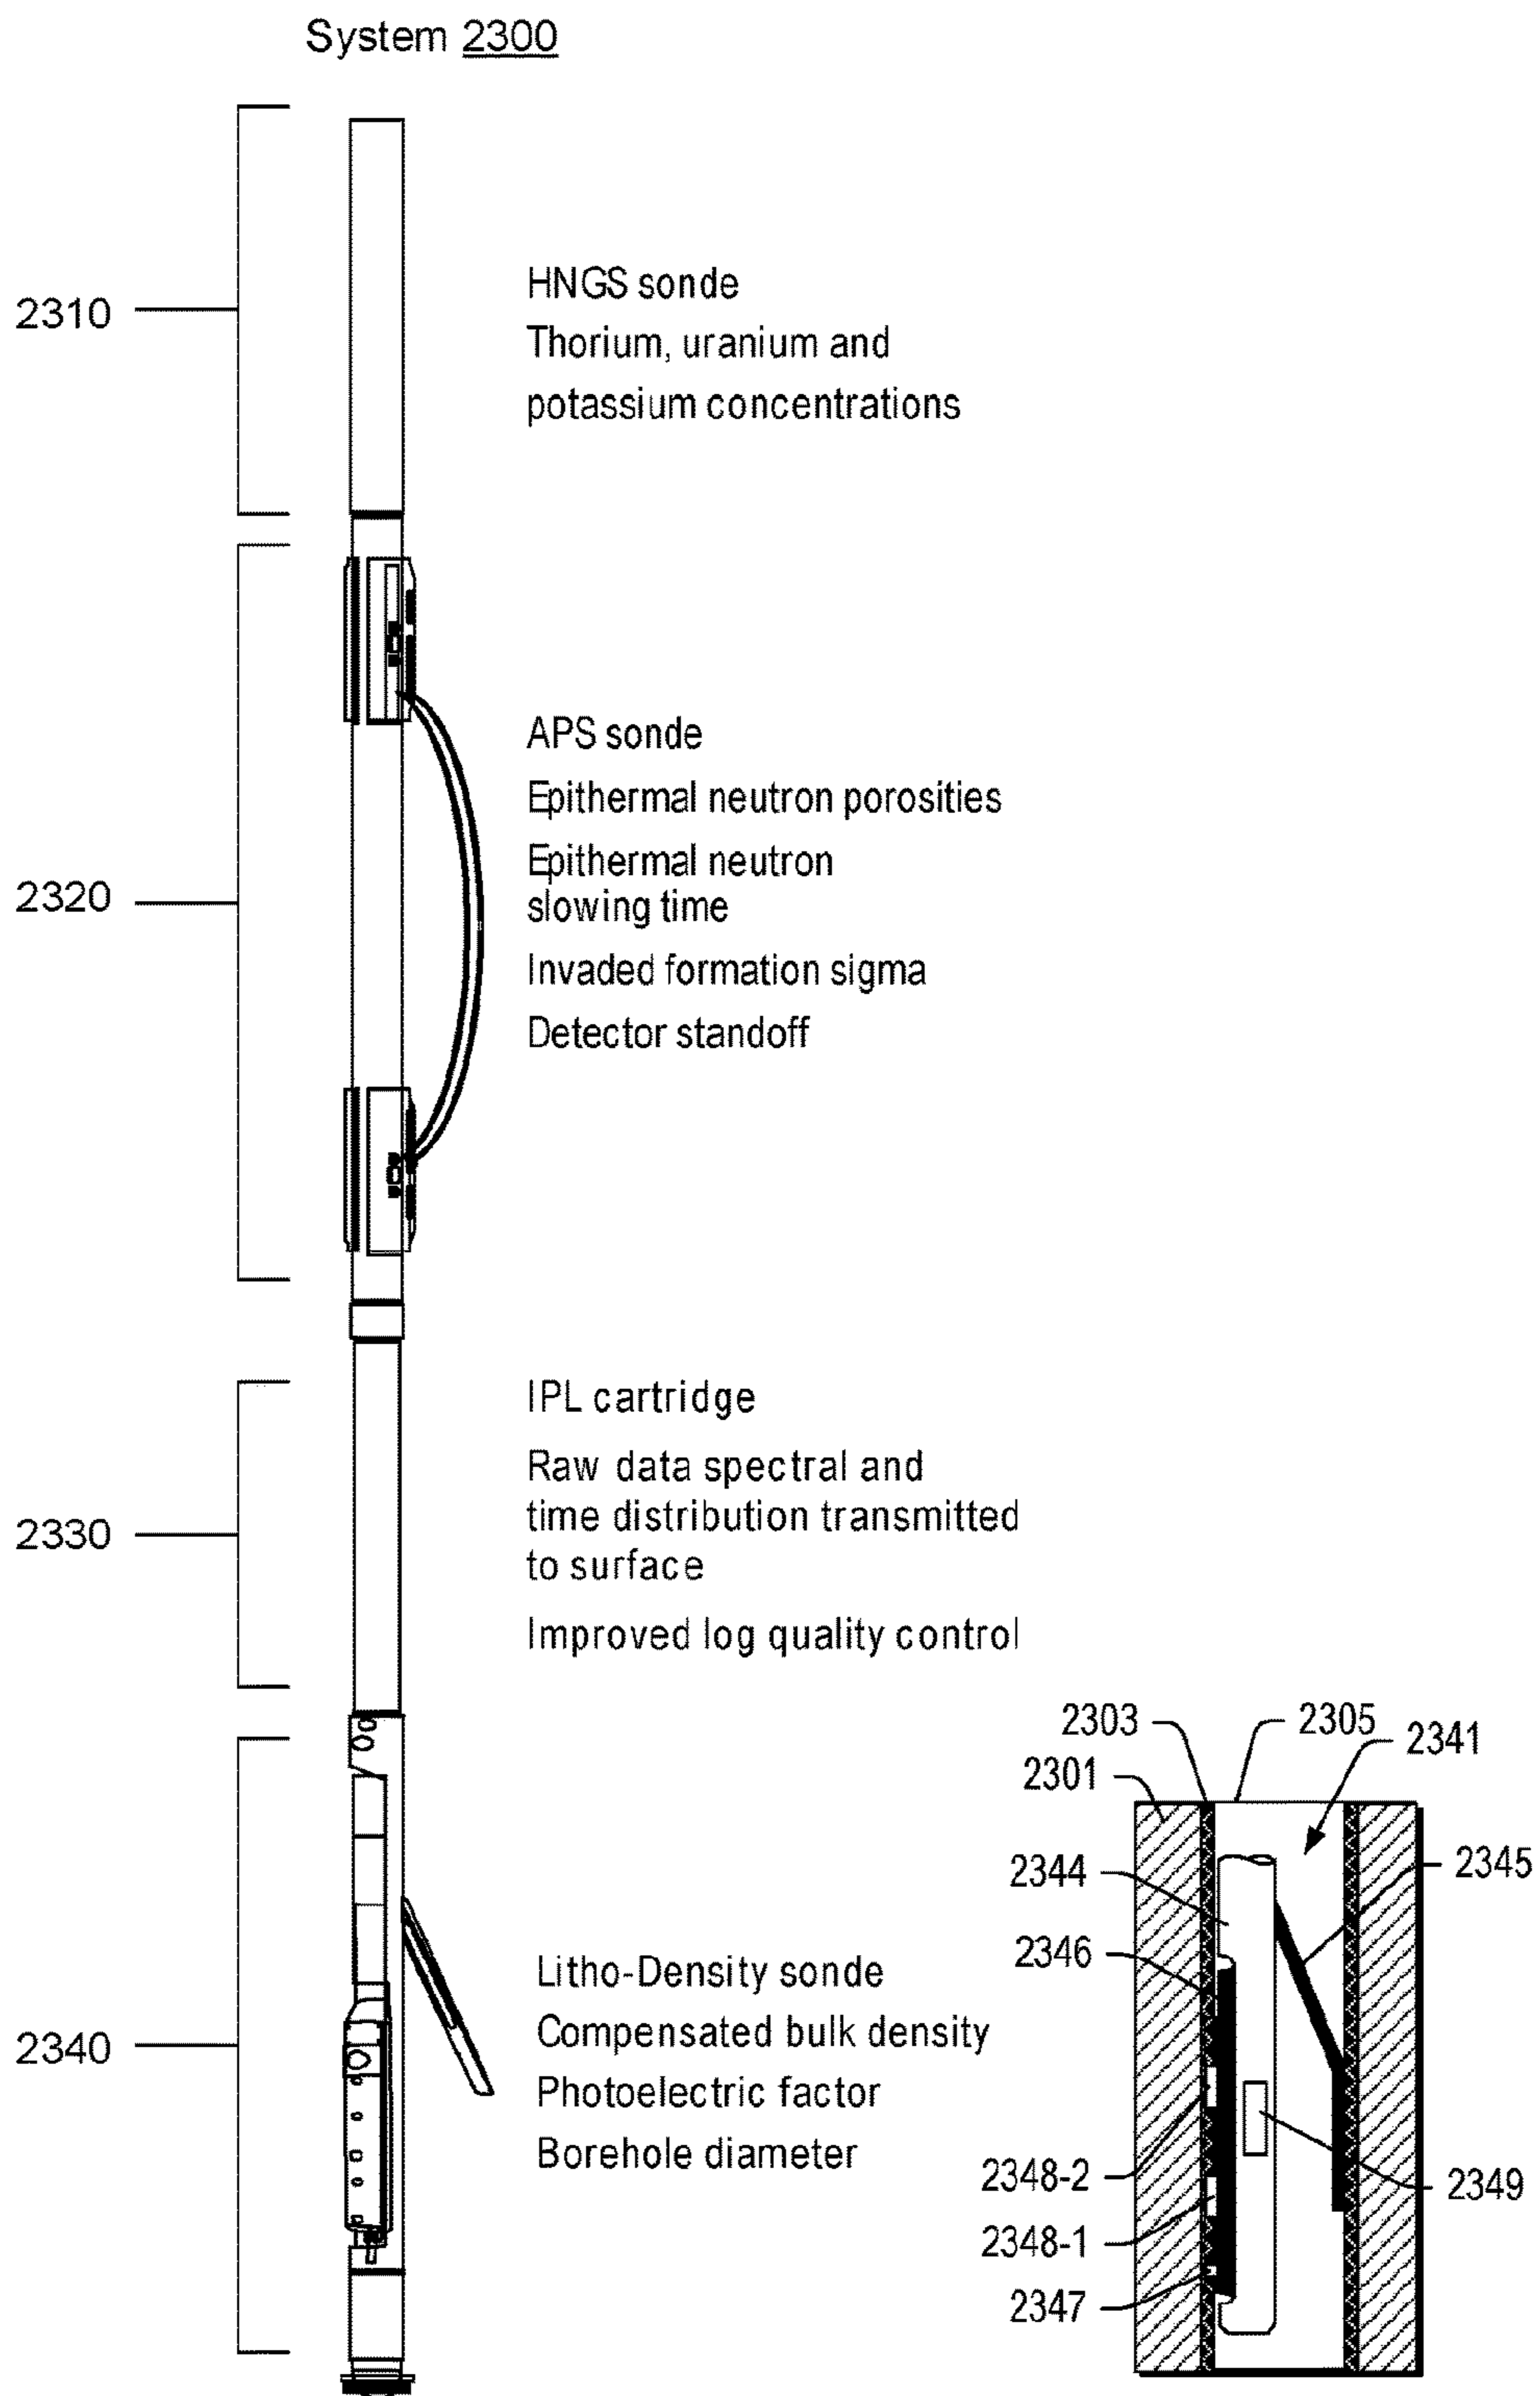 System 2300
2310
HNGS sonde
Thorium, uranium and
potassium concentrations
2320
APS sonde
Epithermal neutron porosities
Epithermal neutron
slowing time
Invaded formation sigma
Detector standoff
2330
IPL cartridge
Raw data spectral and
time distribution transmitted
to surface
Improved log quality control
2340
Litho-Density sonde
Compensated bulk density
Photoelectric factor
Borehole diameter
2303
2305
2341
2301
2344
2345
2346
2348-2
2349
2348-1
2347